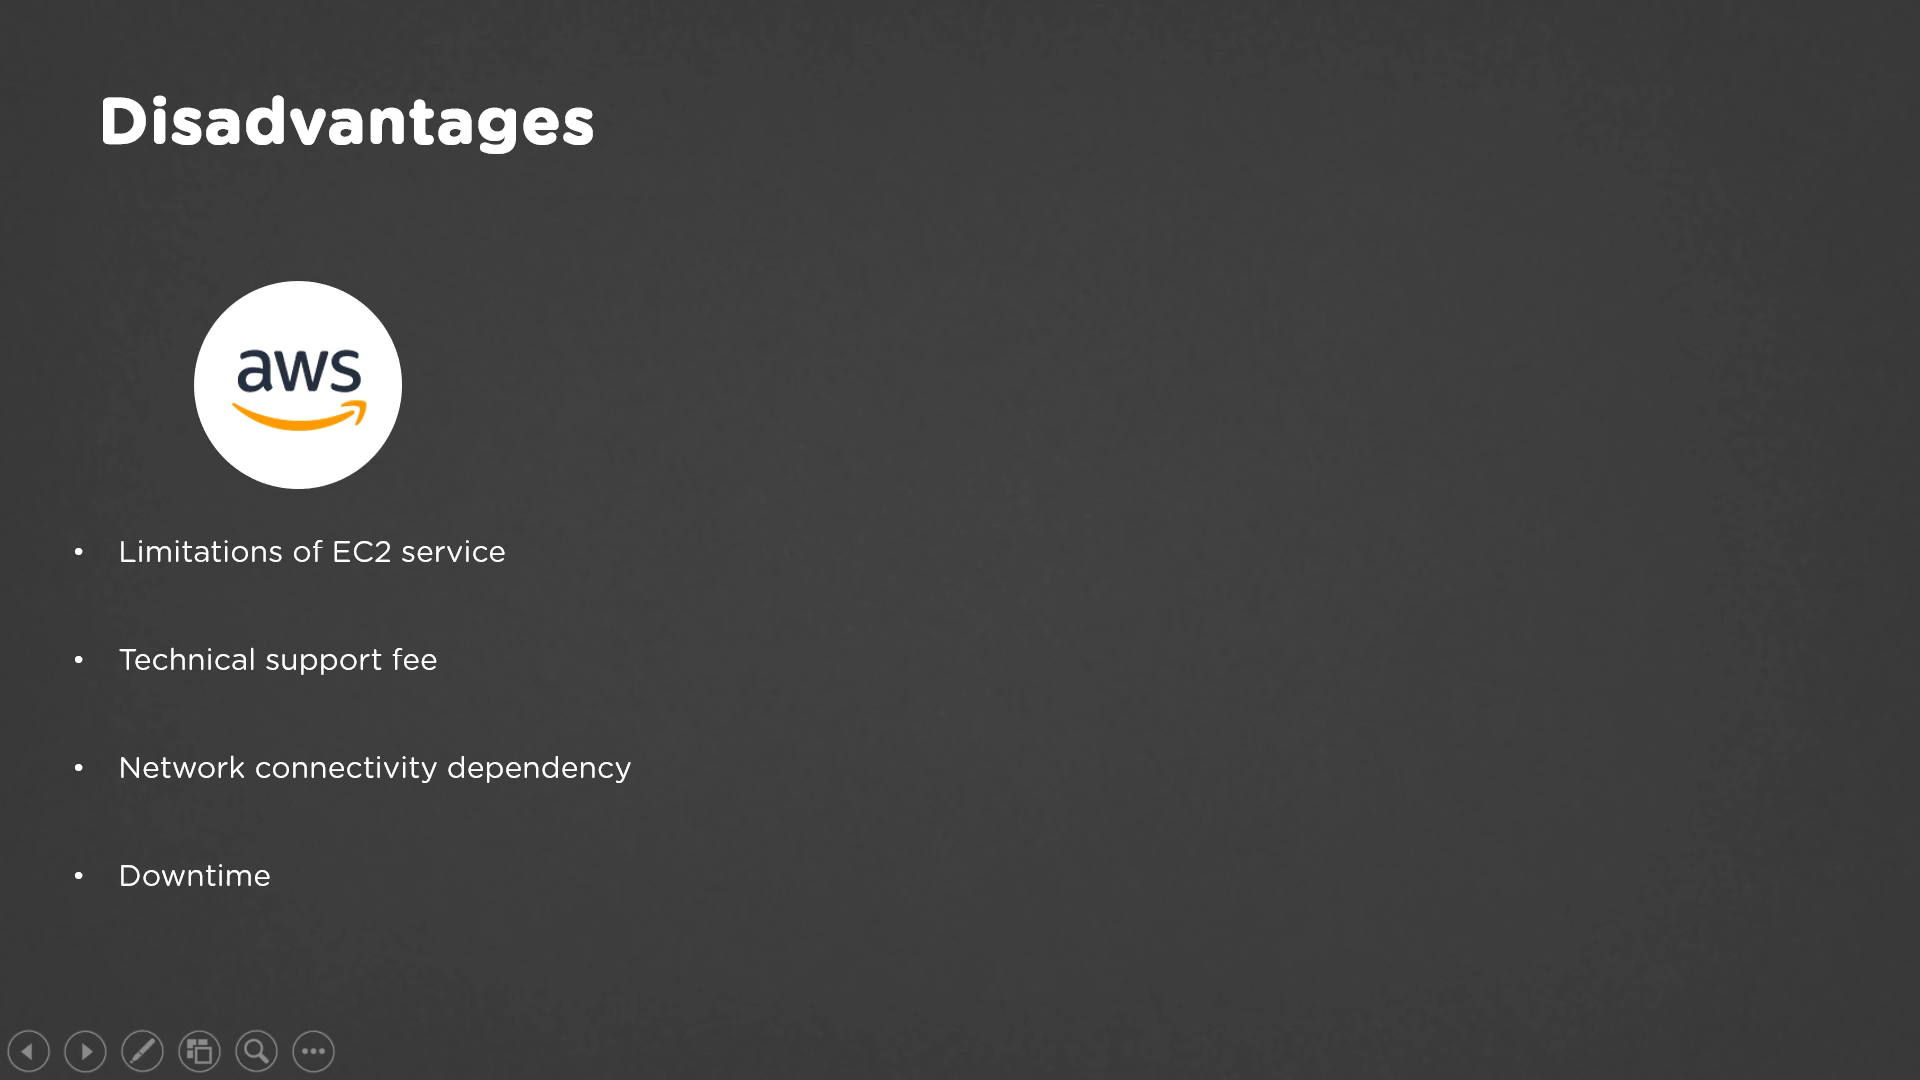 Disadvantages
aws
• Limitations of EC2 service
• Technical support fee
• Network connectivity dependency
• Downtime